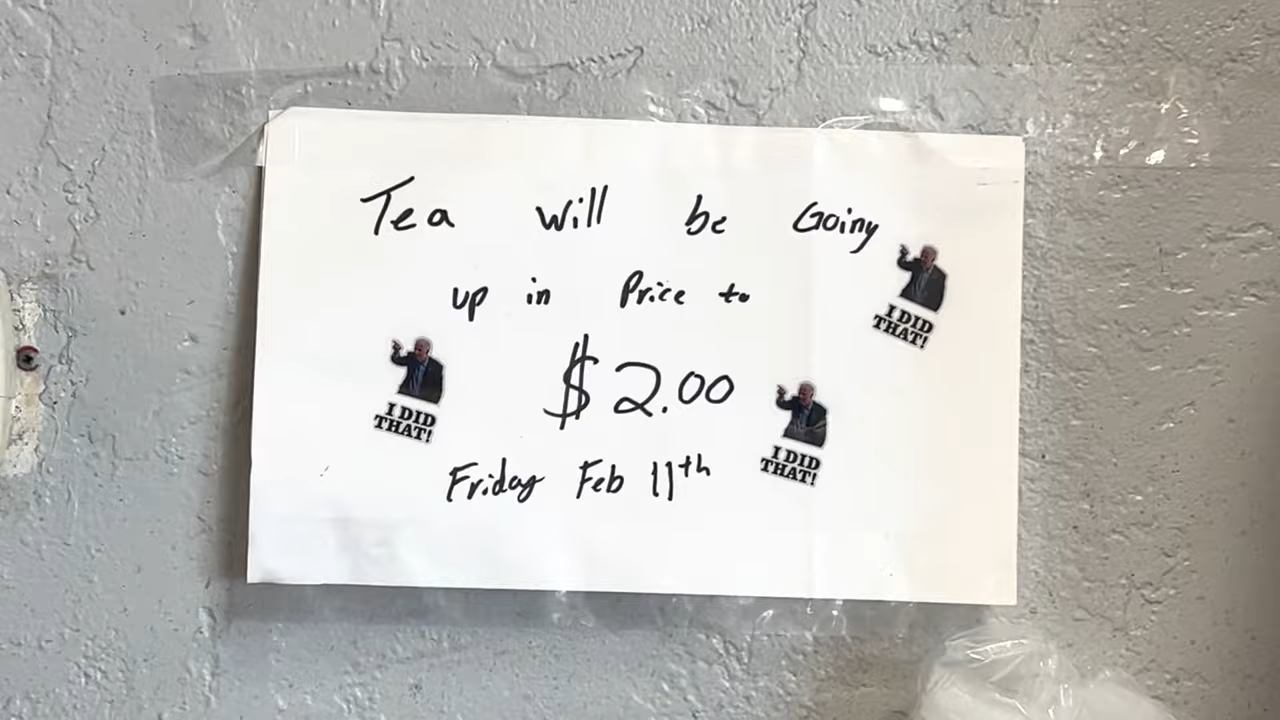 Tea will be Going
up in Price to
$2.00
Friday Feb 11th
I DID
THAT!
I DID
THAT!
I DID
THAT!